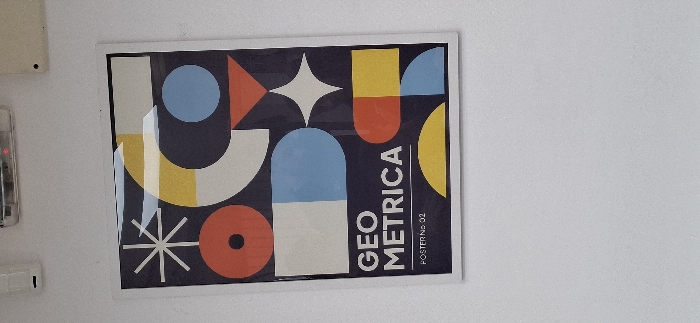 GEO
METRICA
POSTER No 02